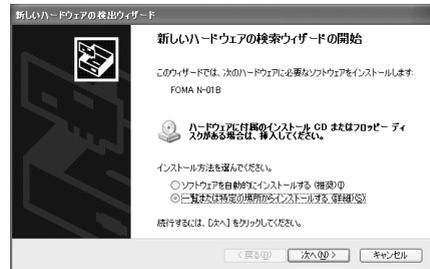 新しいハードウェアの検出ウィザード
新しいハードウェアの検索ウィザードの開始
このウィザードでは、次のハードウェアに必要なソフトウェアをインストールします:
FOMA N-01B
ハードウェアに付属のインストール CD またはフロッピー ディ
スクがある場合は、挿入してください。
インストール方法を選んでください。
ソフトウェアを自動的にインストールする (推奨)(I)
一覧または特定の場所からインストールする (詳細)(S)
続行するには、[次へ] をクリックしてください。
< 戻る(B) 次へ(N) > キャンセル